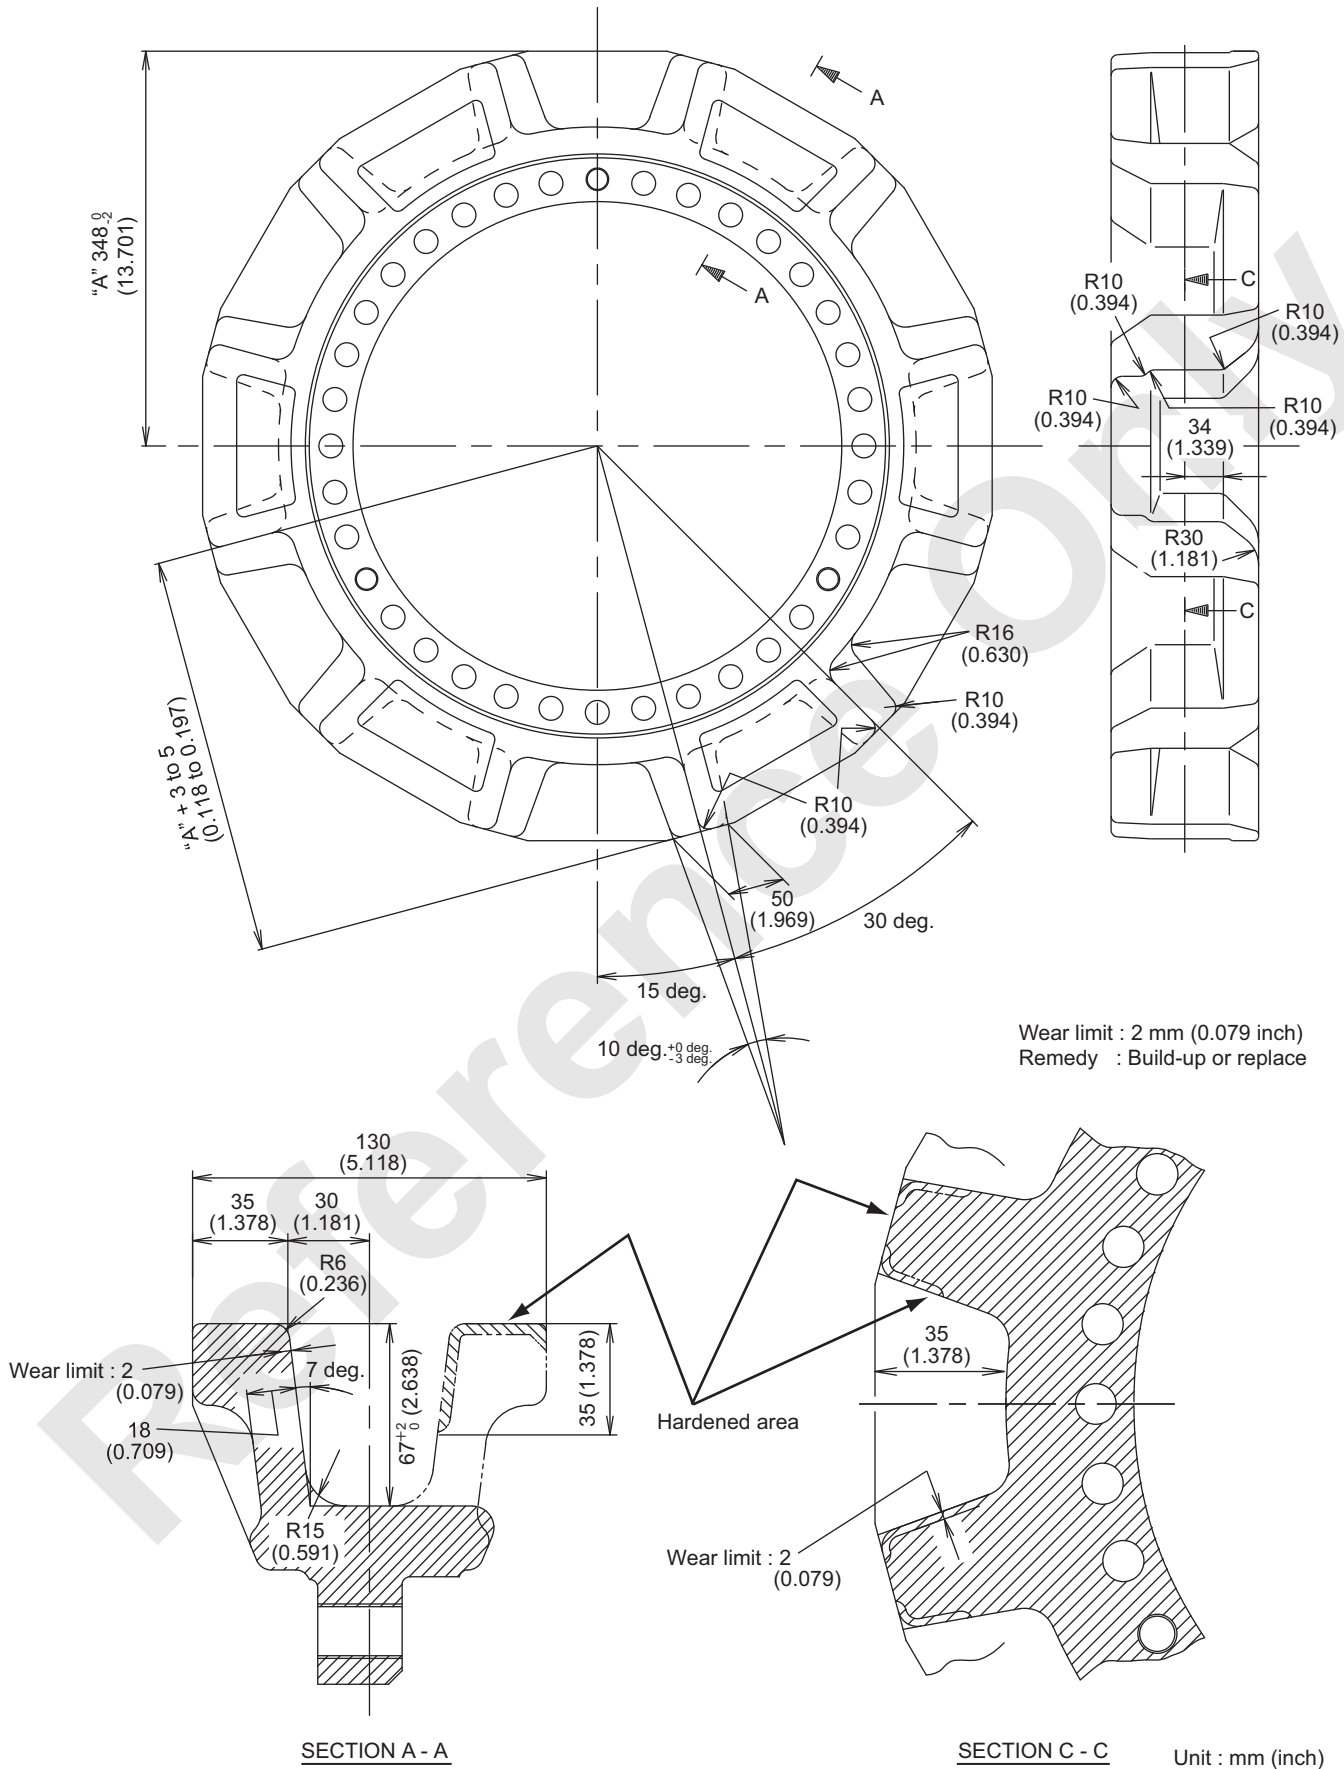 Reference Only
A
"A" 348 0 -2
(13.701)
A
C
R10
(0.394)
R10
(0.394)
R10
(0.394)
R10
(0.394)
34
(1.339)
R30
(1.181)
C
R16
(0.630)
R10
(0.394)
"A" + 3 to 5
(0.118 to 0.197)
R10
(0.394)
50
(1.969)
30 deg.
15 deg.
10 deg. +0 deg. -3 deg.
Wear limit : 2 mm (0.079 inch)
Remedy : Build-up or replace
130
(5.118)
35
(1.378)
30
(1.181)
R6
(0.236)
Wear limit : 2
(0.079)
7 deg.
18
(0.709)
67 +2 0 (2.638)
35 (1.378)
R15
(0.591)
Hardened area
35
(1.378)
Wear limit : 2
(0.079)
SECTION A - A
SECTION C - C
Unit : mm (inch)